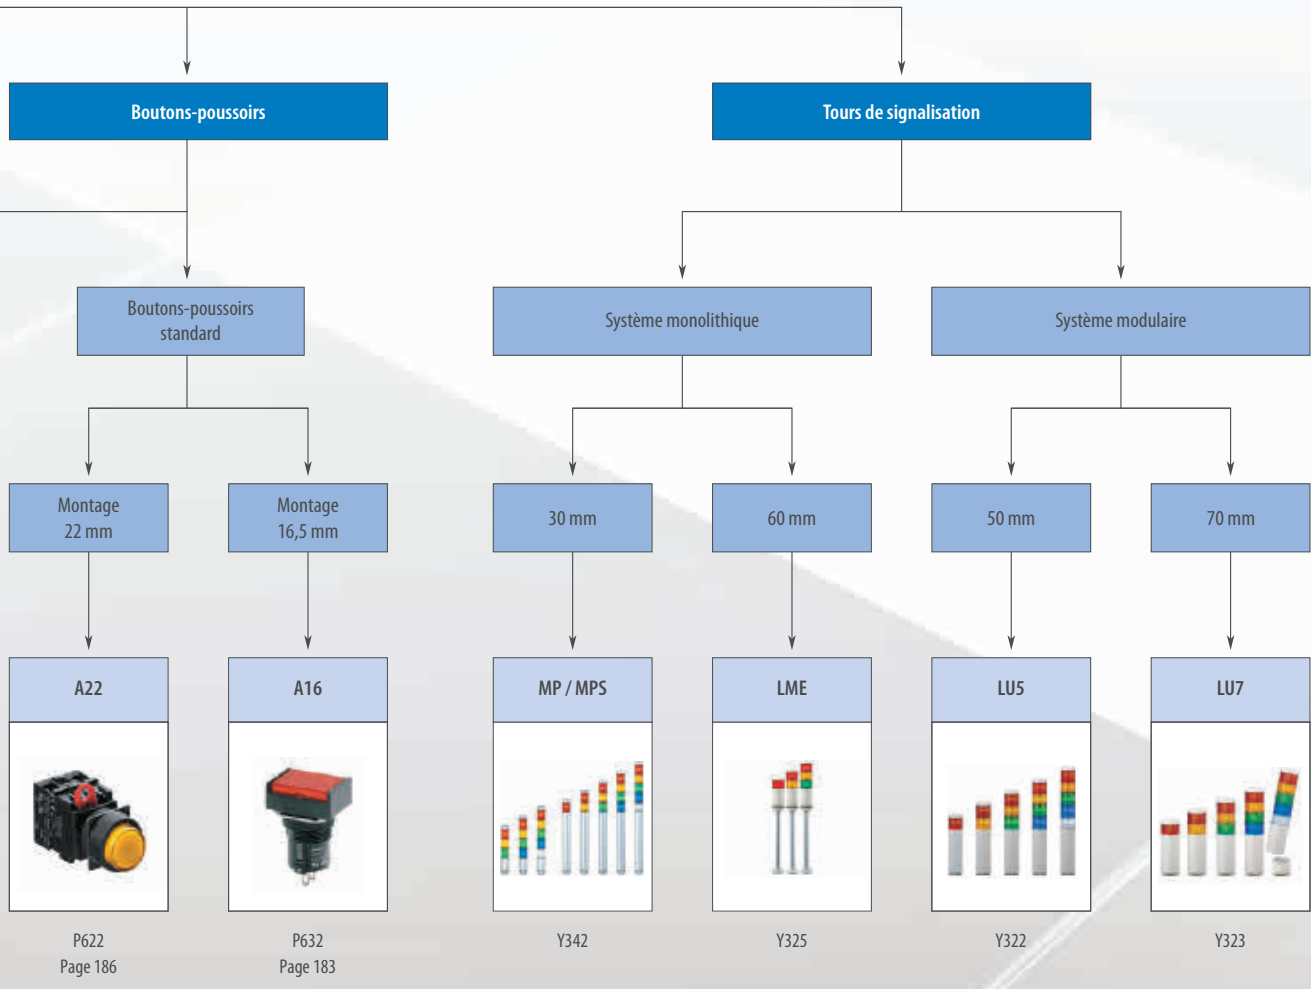 Boutons-poussoirs
Tours de signalisation
Boutons-poussoirs
standard
Système monolithique
Système modulaire
Montage
22 mm
Montage
16,5 mm
30 mm
60 mm
50 mm
70 mm
A22
A16
MP / MPS
LME
LU5
LU7
P622
Page 186
P632
Page 183
Y342
Y325
Y322
Y323